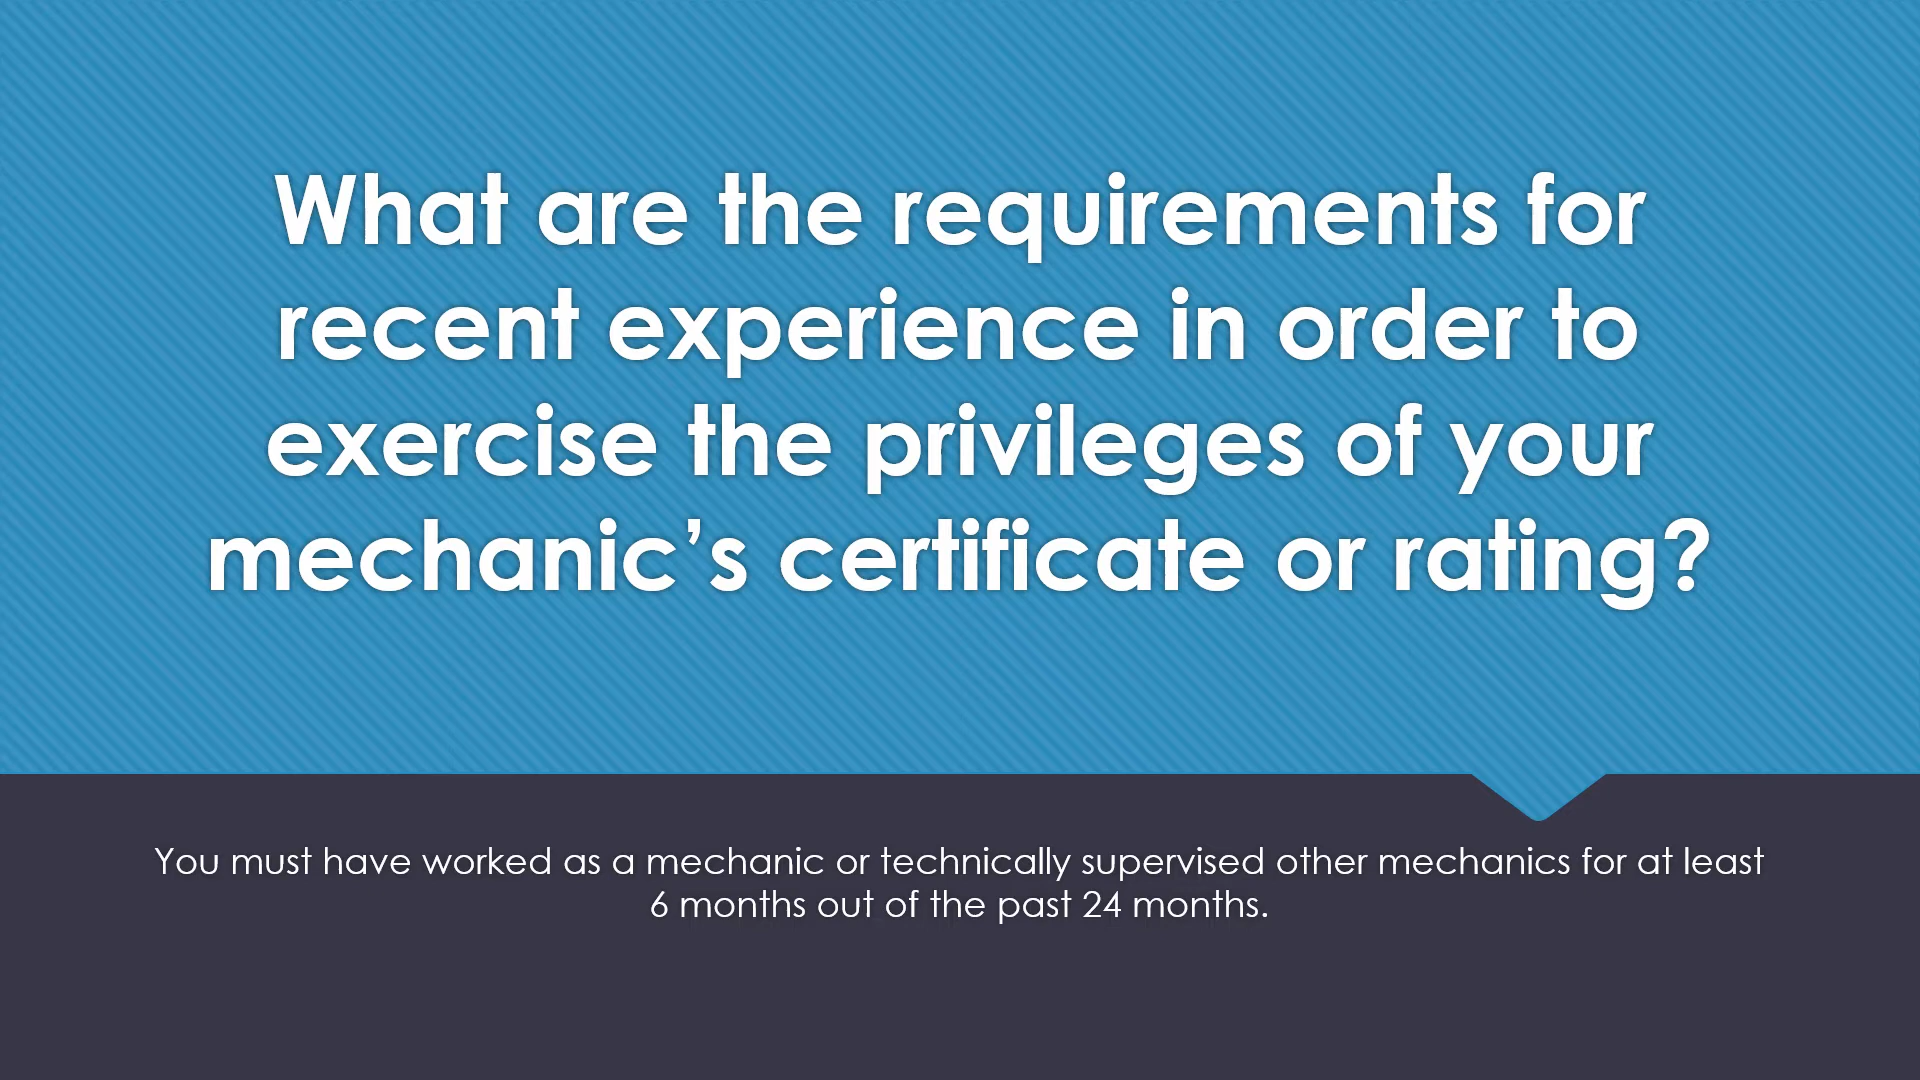 What are the requirements for
recent experience in order to
exercise the privileges of your
mechanic’s certificate or rating?
You must have worked as a mechanic or technically supervised other mechanics for at least
6 months out of the past 24 months.